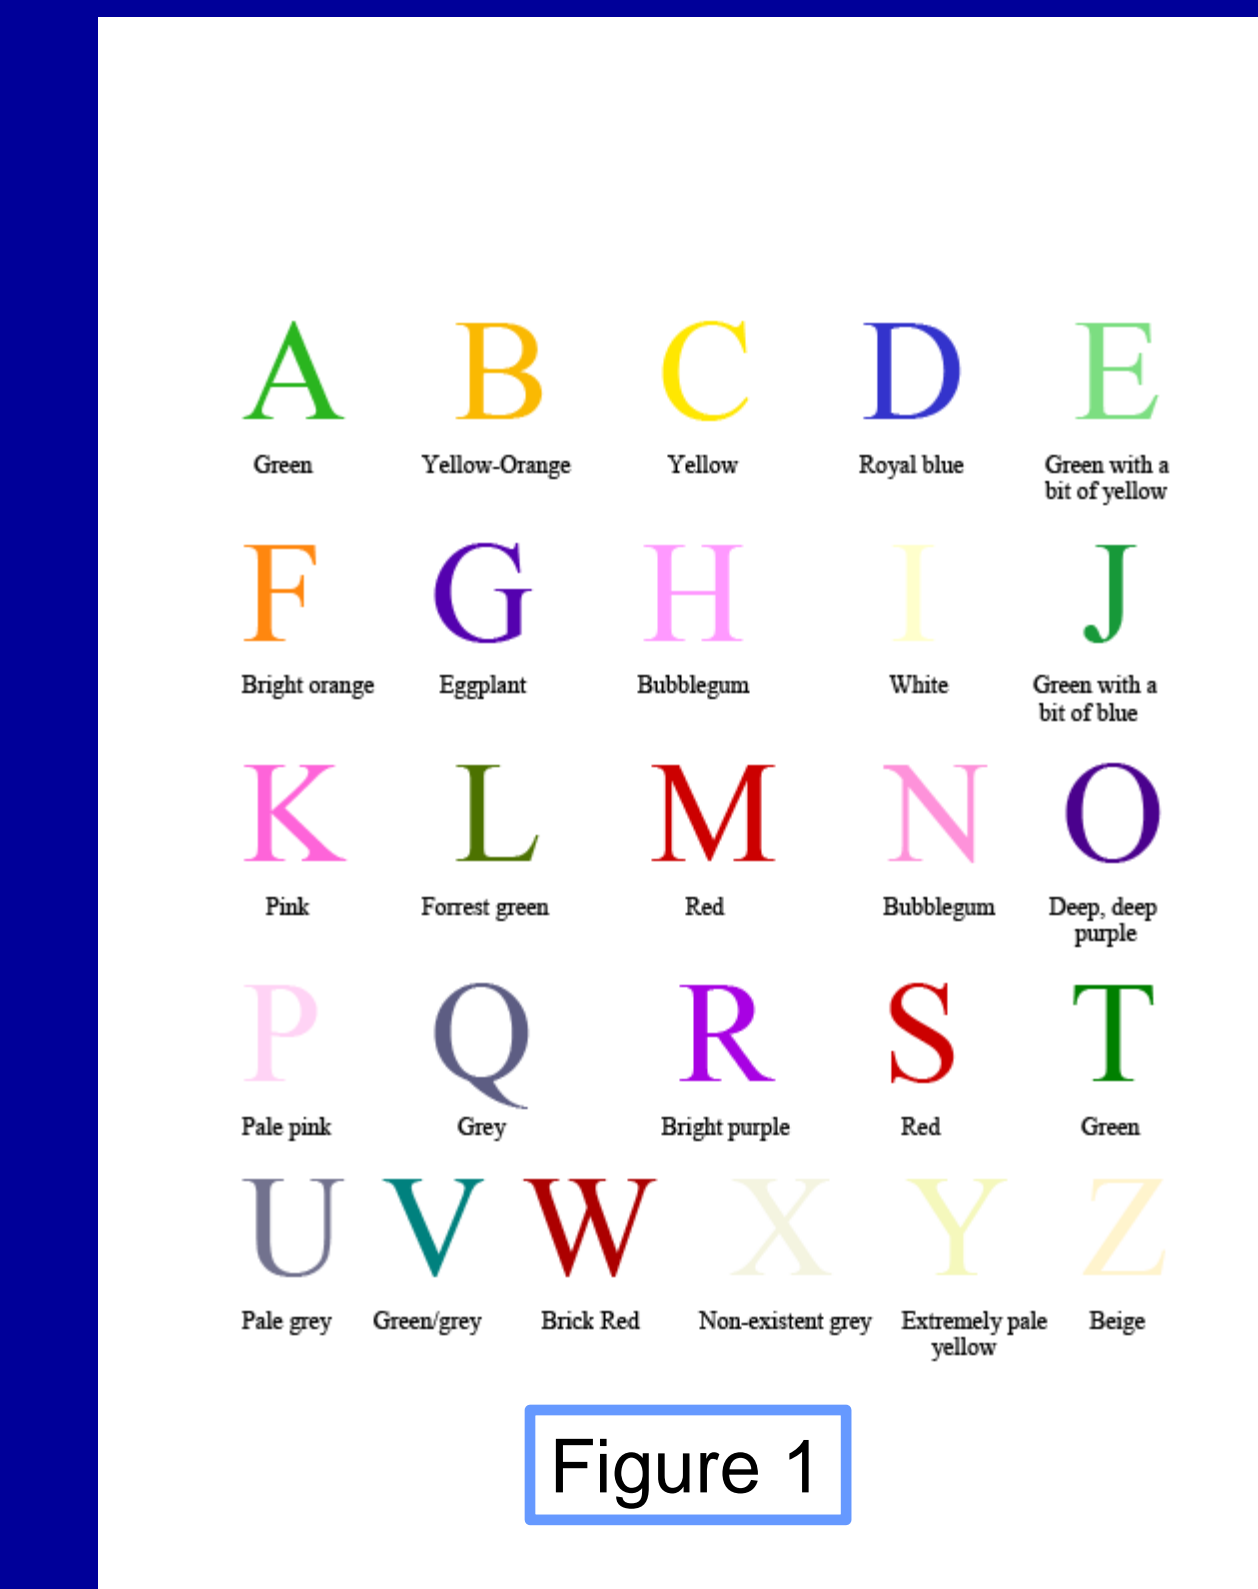 A B C D E
Green Yellow-Orange Yellow Royal blue Green with a
bit of yellow
F G H I J
Bright orange Eggplant Bubblegum White Green with a
bit of blue
K L M N O
Pink Forrest green Red Bubblegum Deep, deep
purple
P Q R S T
Pale pink Grey Bright purple Red Green
U V W X Y Z
Pale grey Green/grey Brick Red Non-existent grey Extremely pale Beige
yellow
Figure 1